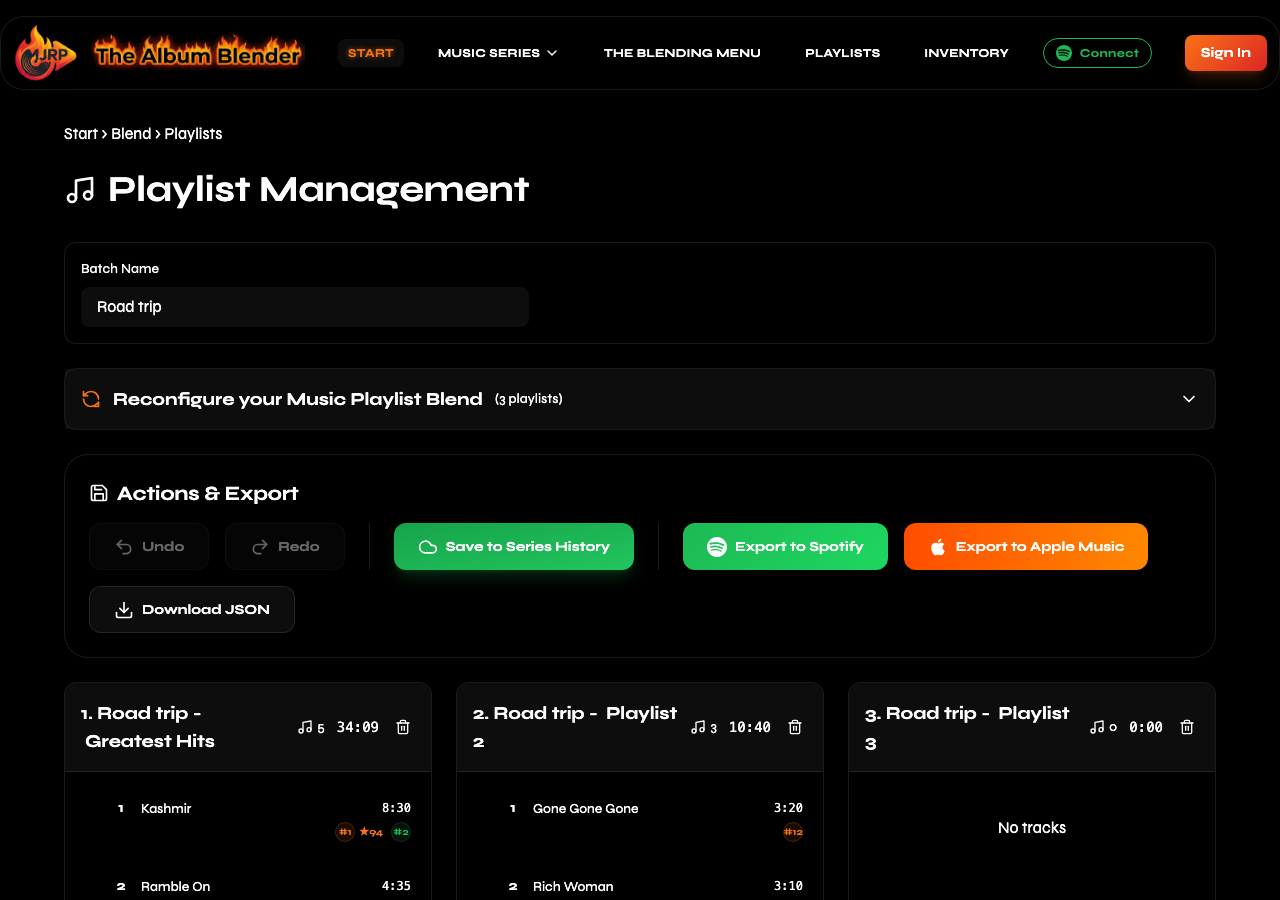 JRP The Album Blender START MUSIC SERIES THE BLENDING MENU PLAYLISTS INVENTORY Connect Sign In
Start › Blend › Playlists
Playlist Management
Batch Name
Road trip
Reconfigure your Music Playlist Blend (3 playlists)
Actions & Export
Undo Redo Save to Series History Export to Spotify Export to Apple Music
Download JSON
1. Road trip -
Greatest Hits
5 34:09
2. Road trip - Playlist
2
3 10:40
3. Road trip - Playlist
3
0 0:00
1 Kashmir 8:30
#1 ★94 #2
2 Ramble On 4:35
1 Gone Gone Gone 3:20
#12
2 Rich Woman 3:10
No tracks